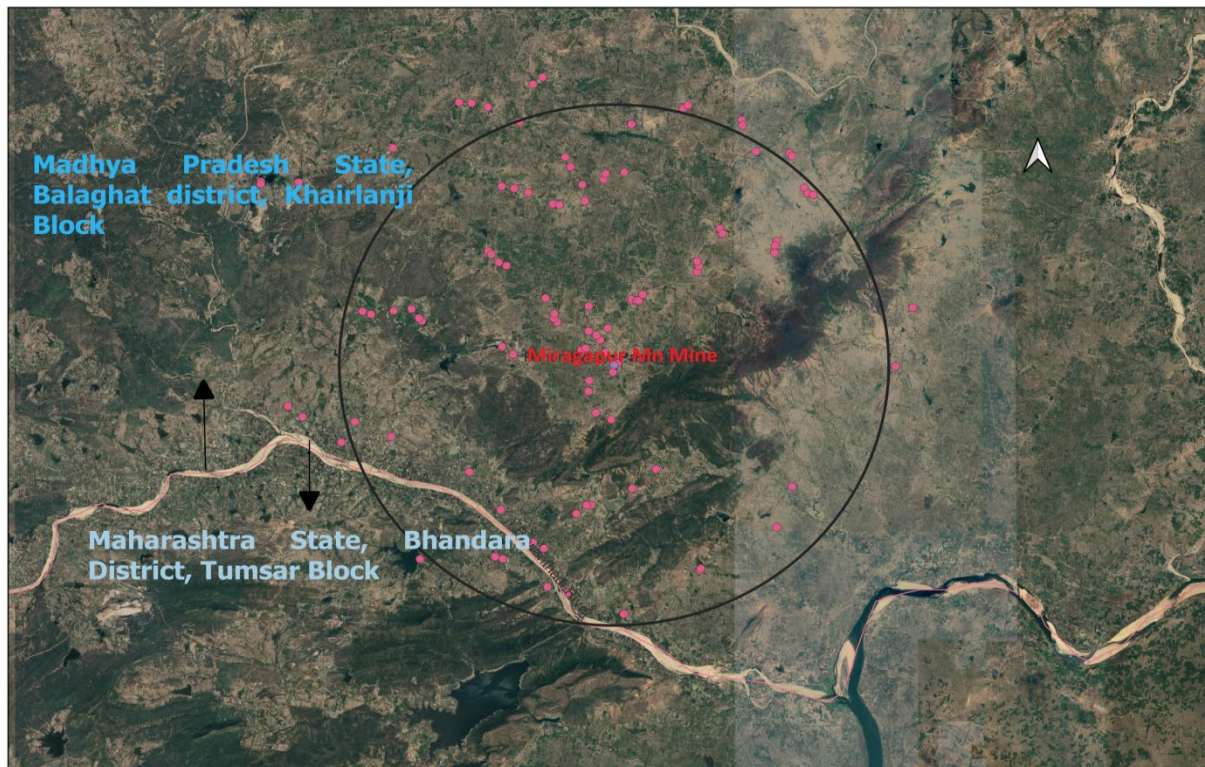 Madhya Pradesh State,
Balaghat district, Khairlanji
Block
Miragapur Mn Mine
Maharashtra State, Bhandara
District, Tumsar Block